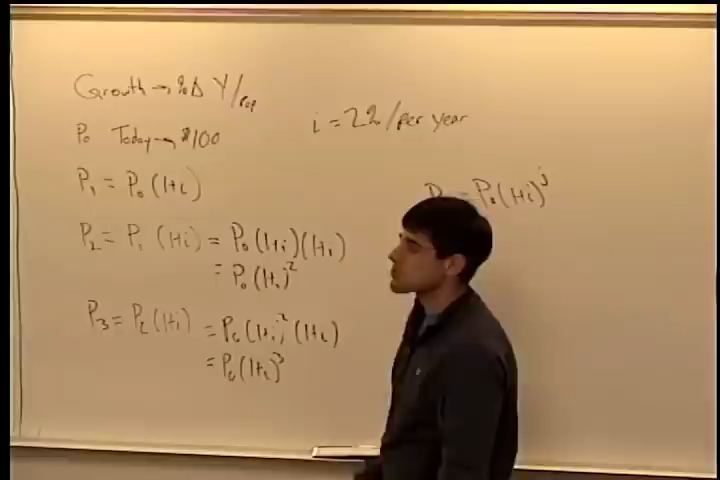 Growth → %Δ Y/Pop
P0 Today → $100
i = 2%/per year
P1 = P0 (1+i)
P2 = P1 (1+i) = P0 (1+i)(1+i)
= P0 (1+i)^2
P3 = P2 (1+i) = P0 (1+i)^2 (1+i)
= P0 (1+i)^3
= P0 (1+i)^j